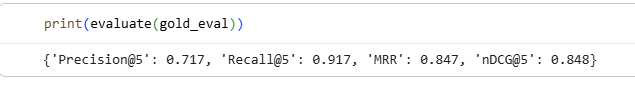 print(evaluate(gold_eval))
{'Precision@5': 0.717, 'Recall@5': 0.917, 'MRR': 0.847, 'nDCG@5': 0.848}